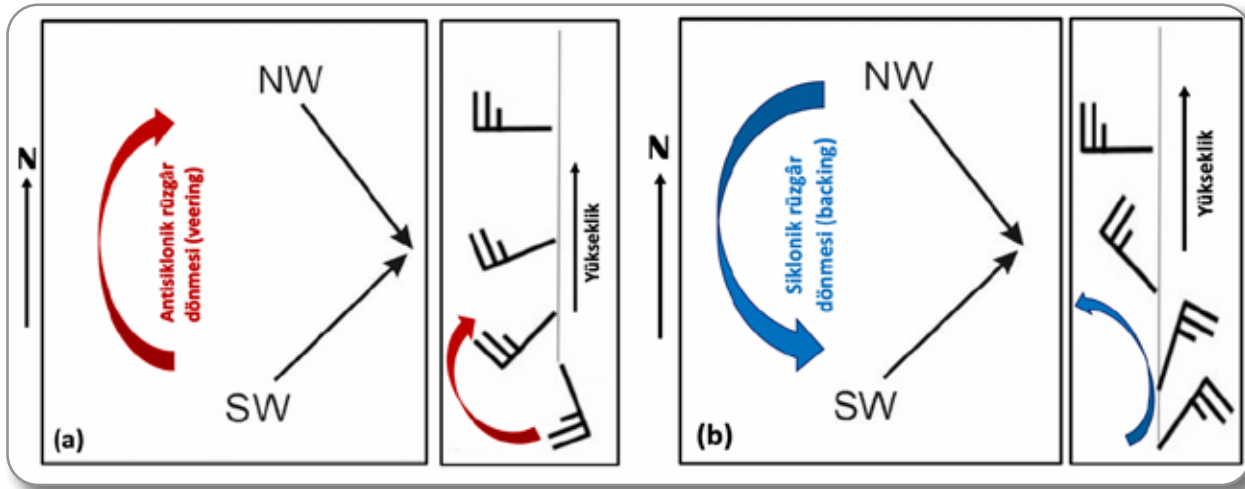 N
NW
Antisiklonik rüzgâr
dönmesi (veering)
SW
(a)
Yükseklik
N
NW
Siklonik rüzgâr
dönmesi (backing)
SW
(b)
Yükseklik